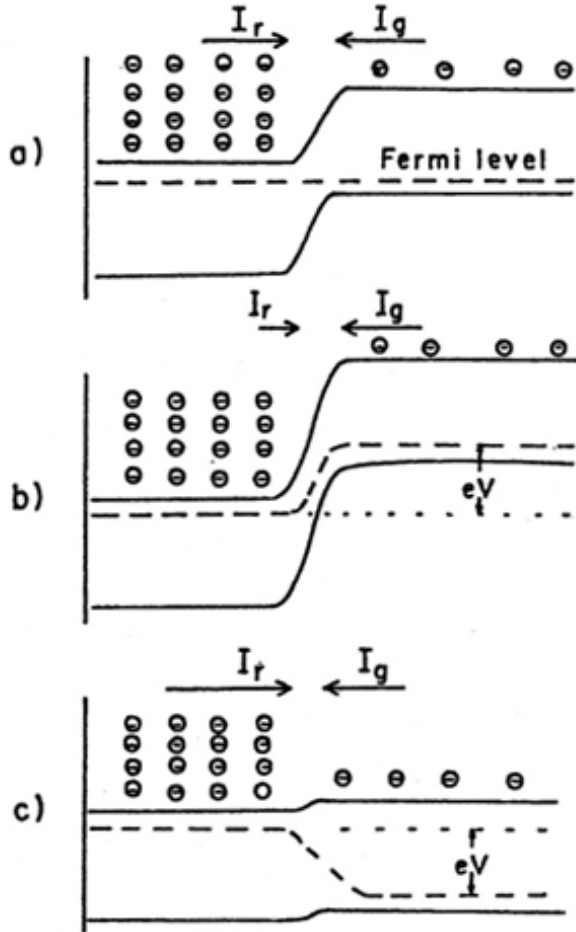 I_r I_g
a)
Fermi level
I_r I_g
b)
eV
I_r I_g
c)
eV